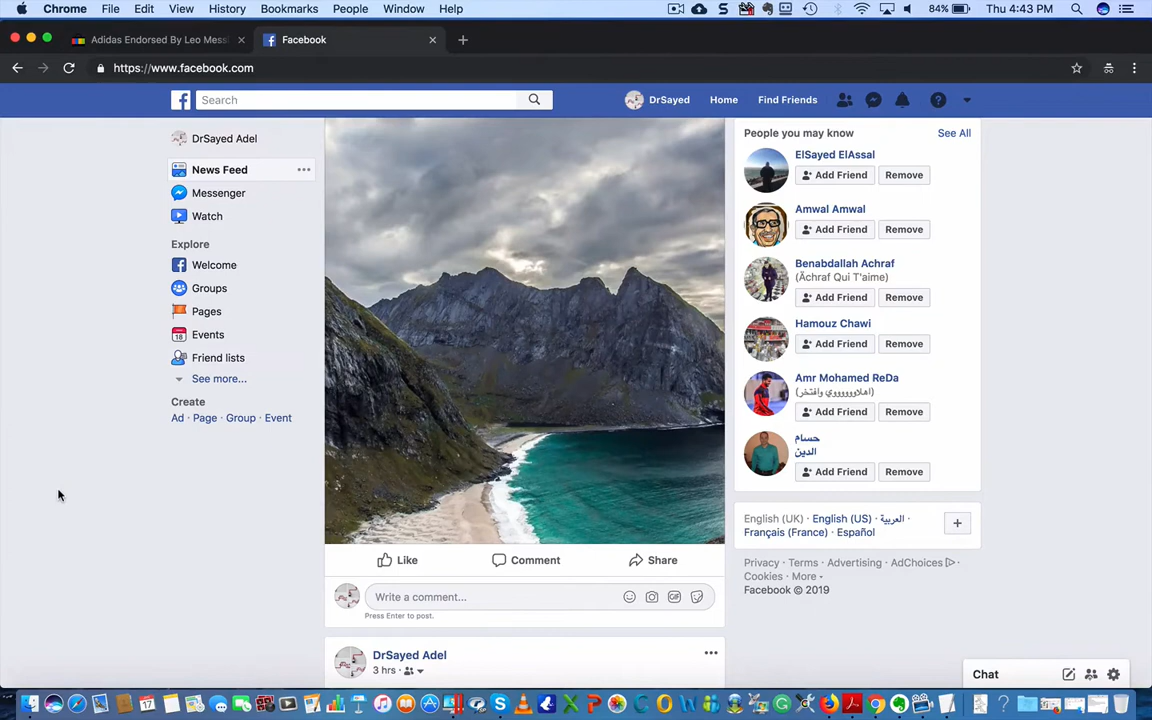 Chrome File Edit View History Bookmarks People Window Help 84% Thu 4:43 PM
Adidas Endorsed By Leo Mess Facebook
https://www.facebook.com
Search DrSayed Home Find Friends
DrSayed Adel
News Feed
Messenger
Watch
Explore
Welcome
Groups
Pages
18 Events
Friend lists
See more...
Create
Ad · Page · Group · Event
Like Comment Share
Write a comment...
GIF
Press Enter to post.
DrSayed Adel
3 hrs
People you may know See All
ElSayed ElAssal
Add Friend Remove
Amwal Amwal
Add Friend Remove
Benabdallah Achraf
(Ächraf Qui T'aime)
Add Friend Remove
Hamouz Chawi
Add Friend Remove
Amr Mohamed ReDa
(اهلاووووووي وافتخر)
Add Friend Remove
حسام
الدين
Add Friend Remove
English (UK) · English (US) · العربية ·
Français (France) · Español
Privacy · Terms · Advertising · AdChoices ·
Cookies · More
Facebook © 2019
Chat
17